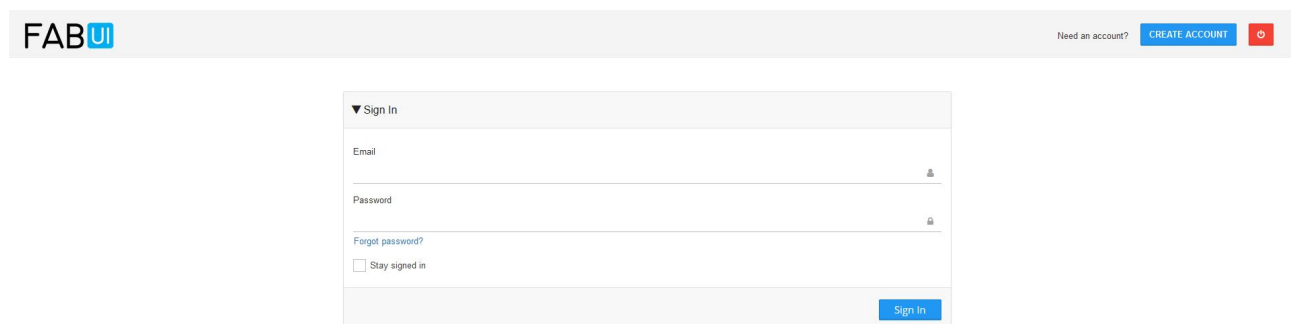 FABUI
Need an account? CREATE ACCOUNT
Sign In
Email
Password
Forgot password?
Stay signed in
Sign In